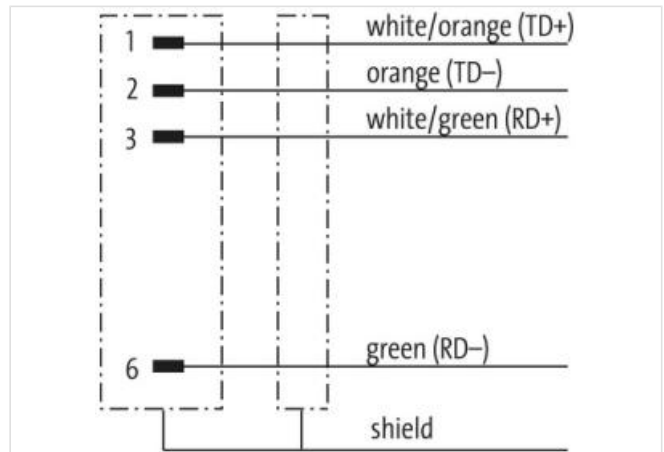 1 white/orange (TD+)
2 orange (TD–)
3 white/green (RD+)
6 green (RD–)
shield